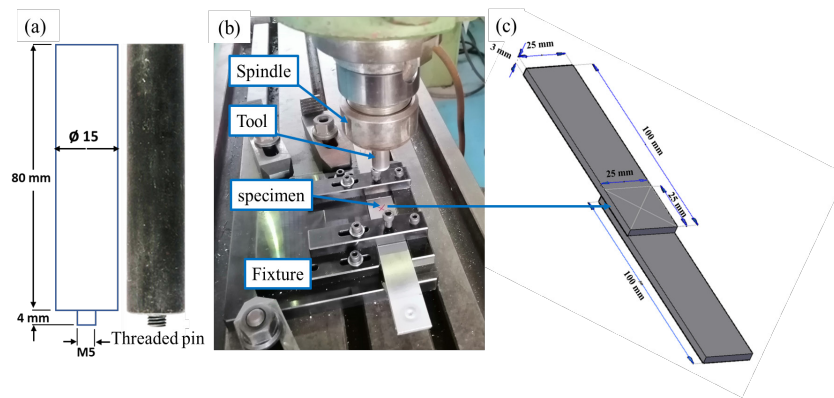 (a)
Ø 15
80 mm
4 mm
M5
Threaded pin
(b)
Spindle
Tool
specimen
Fixture
(c)
3 mm
25 mm
100 mm
25 mm
25 mm
100 mm